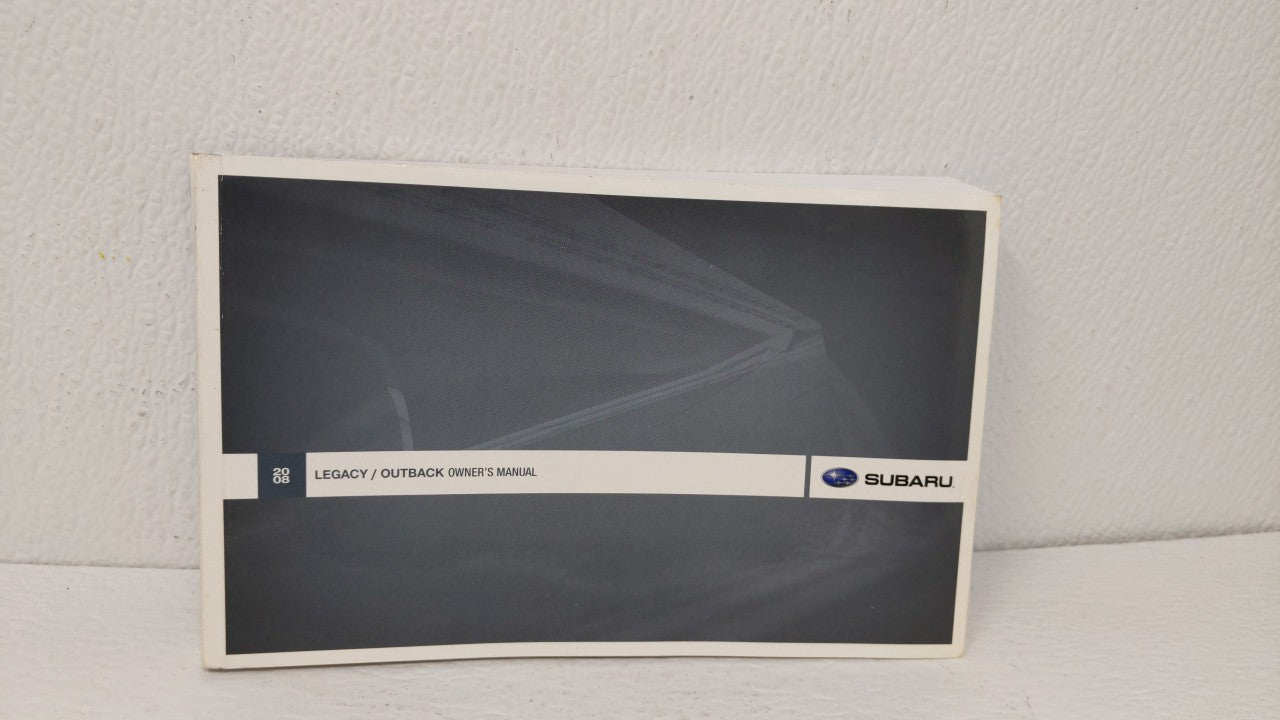 20
08
LEGACY / OUTBACK OWNER'S MANUAL
SUBARU